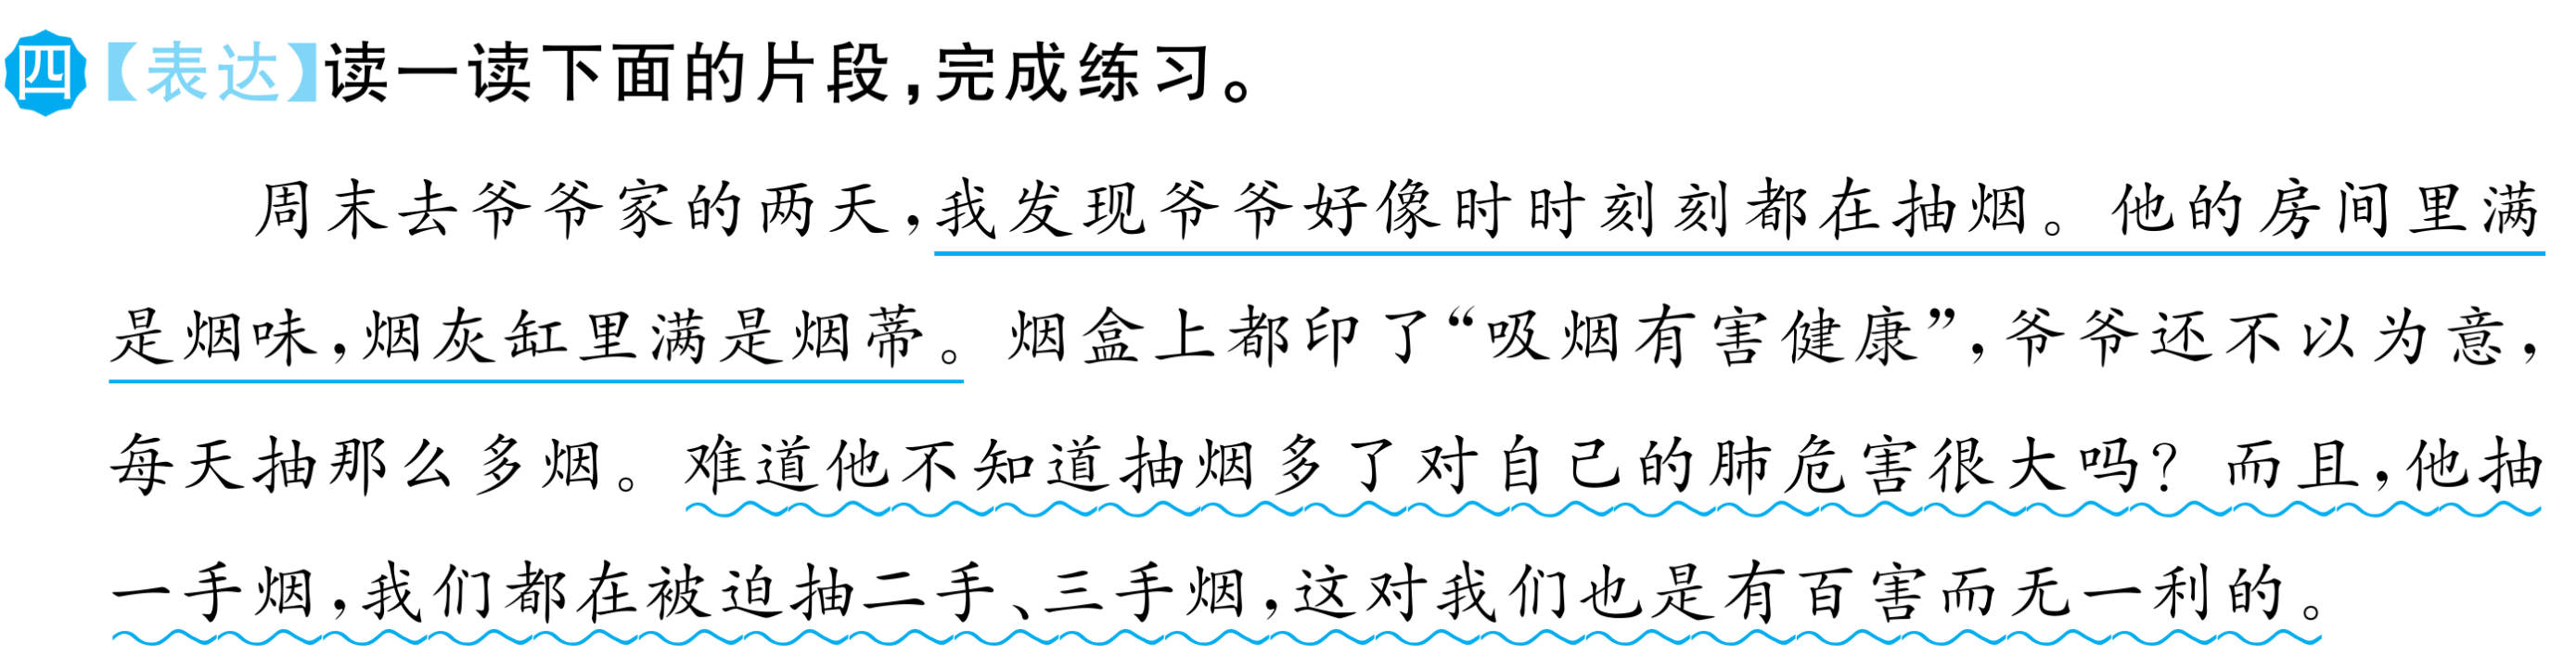 四【表达】读一读下面的片段,完成练习。
周末去爷爷家的两天,我发现爷爷好像时时刻刻都在抽烟。他的房间里满
是烟味,烟灰缸里满是烟蒂。烟盒上都印了“吸烟有害健康”,爷爷还不以为意,
每天抽那么多烟。难道他不知道抽烟多了对自己的肺危害很大吗?而且,他抽
一手烟,我们都在被迫抽二手、三手烟,这对我们也是有百害而无一利的。